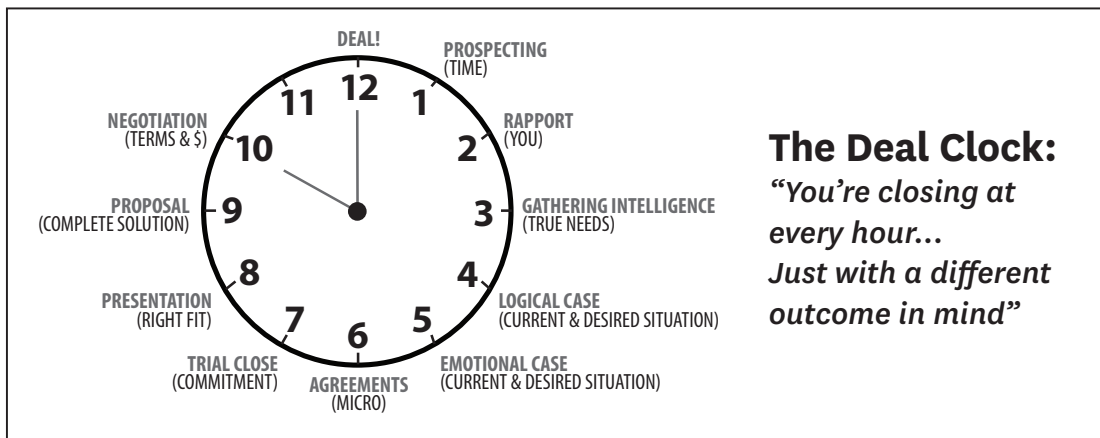 DEAL!
12
PROSPECTING
(TIME)
1
RAPPORT
(YOU)
2
GATHERING INTELLIGENCE
(TRUE NEEDS)
3
LOGICAL CASE
(CURRENT & DESIRED SITUATION)
4
EMOTIONAL CASE
(CURRENT & DESIRED SITUATION)
5
AGREEMENTS
(MICRO)
6
TRIAL CLOSE
(COMMITMENT)
7
PRESENTATION
(RIGHT FIT)
8
PROPOSAL
(COMPLETE SOLUTION)
9
NEGOTIATION
(TERMS & $)
10
11
The Deal Clock:
“You’re closing at
every hour...
Just with a different
outcome in mind”